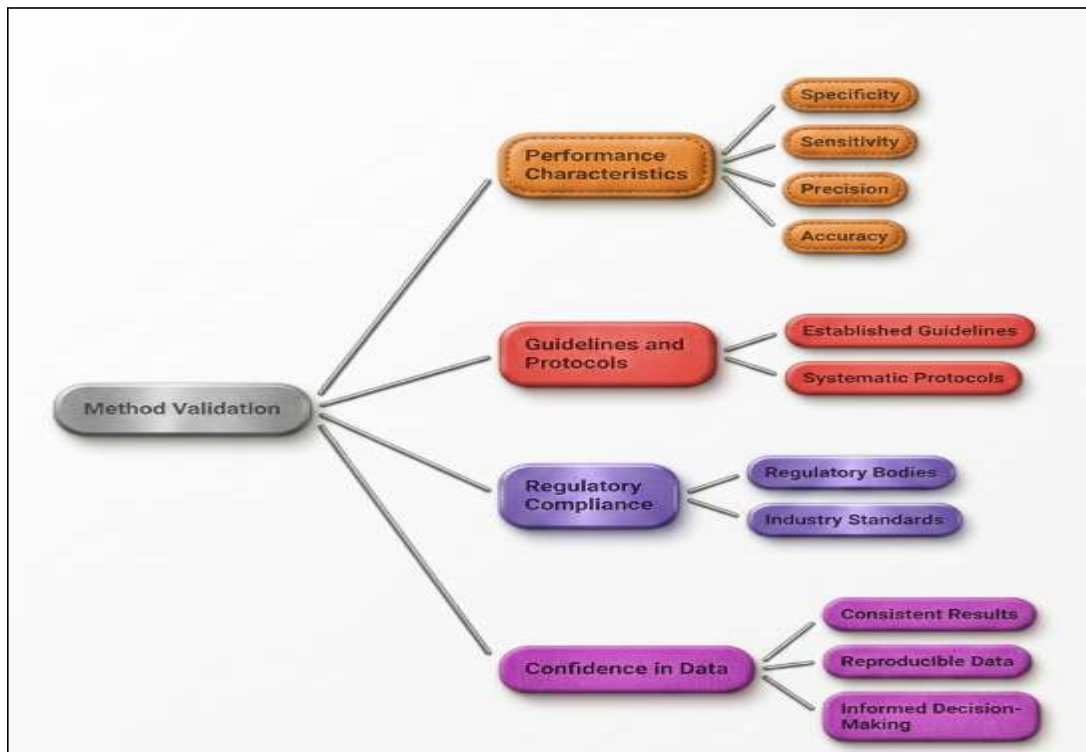 Method Validation
Performance
Characteristics
Specificity
Sensitivity
Precision
Accuracy
Guidelines and
Protocols
Established Guidelines
Systematic Protocols
Regulatory
Compliance
Regulatory Bodies
Industry Standards
Confidence in Data
Consistent Results
Reproducible Data
Informed Decision-
Making